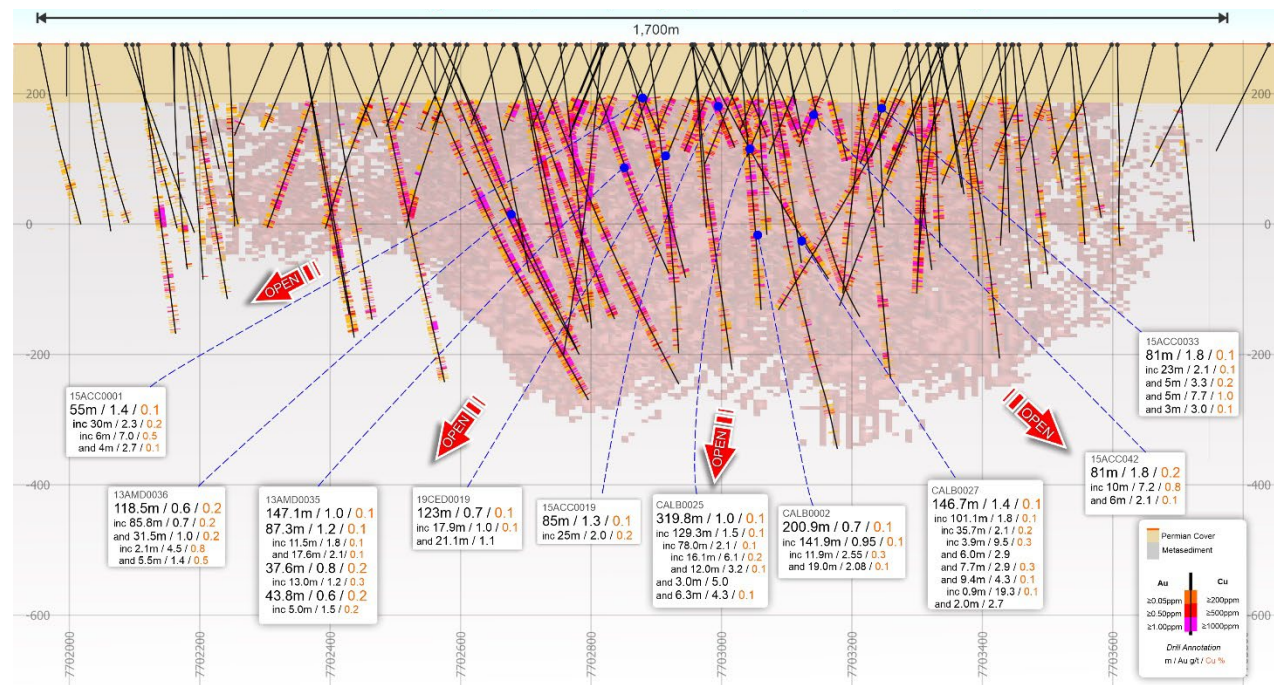 1,700m
200
200
0
0
-200
-200
-400
-400
-600
-600
OPEN
OPEN
OPEN
OPEN
15ACC0001
55m / 1.4 / 0.1
inc 30m / 2.3 / 0.2
inc 6m / 7.0 / 0.5
and 4m / 2.7 / 0.1
13AMD0036
118.5m / 0.6 / 0.2
inc 85.8m / 0.7 / 0.2
and 31.5m / 1.0 / 0.2
inc 2.1m / 4.5 / 0.8
and 5.5m / 1.4 / 0.5
13AMD0035
147.1m / 1.0 / 0.1
87.3m / 1.2 / 0.1
inc 11.5m / 1.8 / 0.1
and 17.6m / 2.1 / 0.1
37.6m / 0.8 / 0.2
inc 13.0m / 1.2 / 0.3
43.8m / 0.6 / 0.2
inc 5.0m / 1.5 / 0.2
19CED0019
123m / 0.7 / 0.1
inc 17.9m / 1.0 / 0.1
and 21.1m / 1.1
15ACC0019
85m / 1.3 / 0.1
inc 25m / 2.0 / 0.2
CALB0025
319.8m / 1.0 / 0.1
inc 129.3m / 1.5 / 0.1
inc 78.0m / 2.1 / 0.1
inc 16.1m / 6.1 / 0.2
and 12.0m / 3.2 / 0.1
and 3.0m / 5.0
and 6.3m / 4.3 / 0.1
CALB0002
200.9m / 0.7 / 0.1
inc 141.9m / 0.95 / 0.1
inc 11.9m / 2.55 / 0.3
and 19.0m / 2.08 / 0.1
CALB0027
146.7m / 1.4 / 0.1
inc 101.1m / 1.8 / 0.1
inc 35.7m / 2.1 / 0.2
inc 3.9m / 9.5 / 0.3
and 6.0m / 2.9
and 7.7m / 2.9 / 0.3
and 9.4m / 4.3 / 0.1
inc 0.9m / 19.3 / 0.1
and 2.0m / 2.7
15ACC0033
81m / 1.8 / 0.1
inc 23m / 2.1 / 0.1
and 5m / 3.3 / 0.2
and 5m / 7.7 / 1.0
and 3m / 3.0 / 0.1
15ACC042
81m / 1.8 / 0.2
inc 10m / 7.2 / 0.8
and 6m / 2.1 / 0.1
Permian Cover
Metasediment
Au Cu
≥0.05ppm ≥200ppm
≥0.50ppm ≥500ppm
≥1.00ppm ≥1000ppm
Drill Annotation
m / Au g/t / Cu %
7702000
7702200
7702400
7702600
7702800
7703000
7703200
7703400
7703600